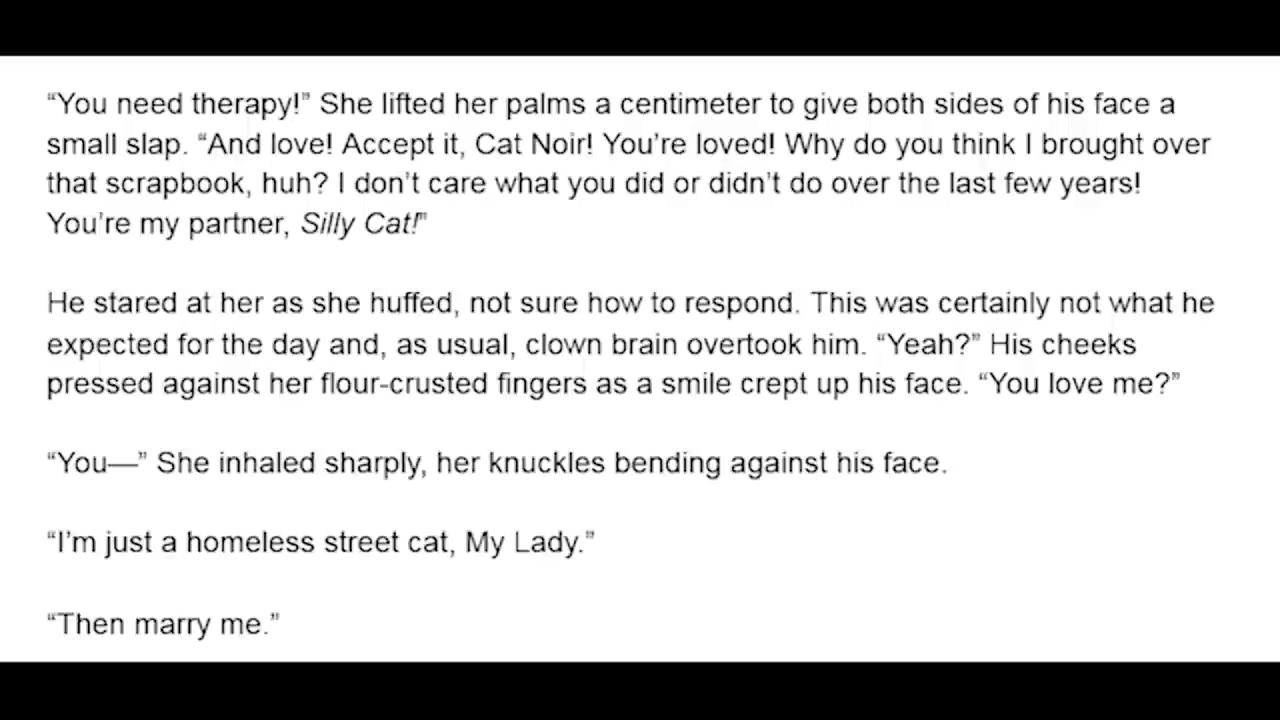 “You need therapy!” She lifted her palms a centimeter to give both sides of his face a
small slap. “And love! Accept it, Cat Noir! You’re loved! Why do you think I brought over
that scrapbook, huh? I don’t care what you did or didn’t do over the last few years!
You’re my partner, Silly Cat!”
He stared at her as she huffed, not sure how to respond. This was certainly not what he
expected for the day and, as usual, clown brain overtook him. “Yeah?” His cheeks
pressed against her flour-crusted fingers as a smile crept up his face. “You love me?”
“You—” She inhaled sharply, her knuckles bending against his face.
“I’m just a homeless street cat, My Lady.”
“Then marry me.”